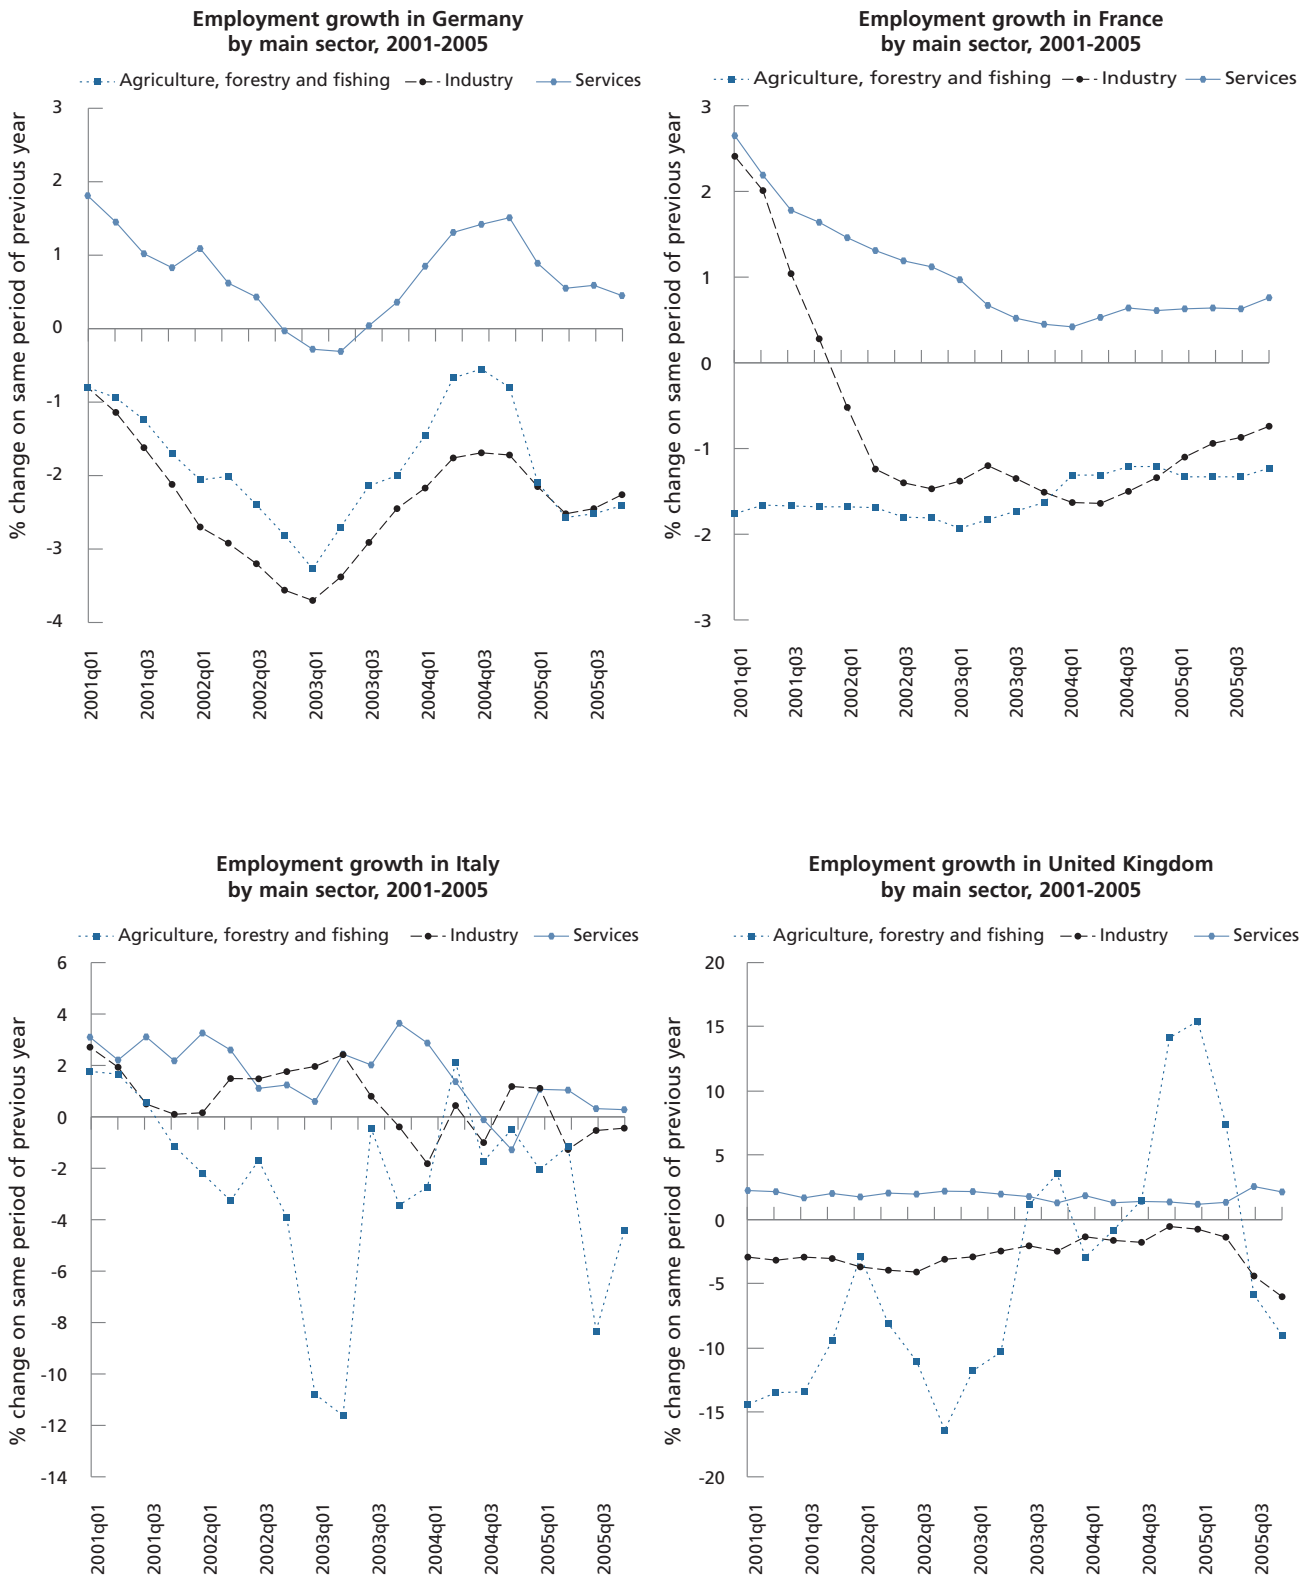 Employment growth in Germany
by main sector, 2001-2005
Agriculture, forestry and fishing
Industry
Services
% change on same period of previous year
3
2
1
0
-1
-2
-3
-4
2001q01
2001q03
2002q01
2002q03
2003q01
2003q03
2004q01
2004q03
2005q01
2005q03
Employment growth in France
by main sector, 2001-2005
Agriculture, forestry and fishing
Industry
Services
% change on same period of previous year
3
2
1
0
-1
-2
-3
2001q01
2001q03
2002q01
2002q03
2003q01
2003q03
2004q01
2004q03
2005q01
2005q03
Employment growth in Italy
by main sector, 2001-2005
Agriculture, forestry and fishing
Industry
Services
% change on same period of previous year
6
4
2
0
-2
-4
-6
-8
-10
-12
-14
2001q01
2001q03
2002q01
2002q03
2003q01
2003q03
2004q01
2004q03
2005q01
2005q03
Employment growth in United Kingdom
by main sector, 2001-2005
Agriculture, forestry and fishing
Industry
Services
% change on same period of previous year
20
15
10
5
0
-5
-10
-15
-20
2001q01
2001q03
2002q01
2002q03
2003q01
2003q03
2004q01
2004q03
2005q01
2005q03